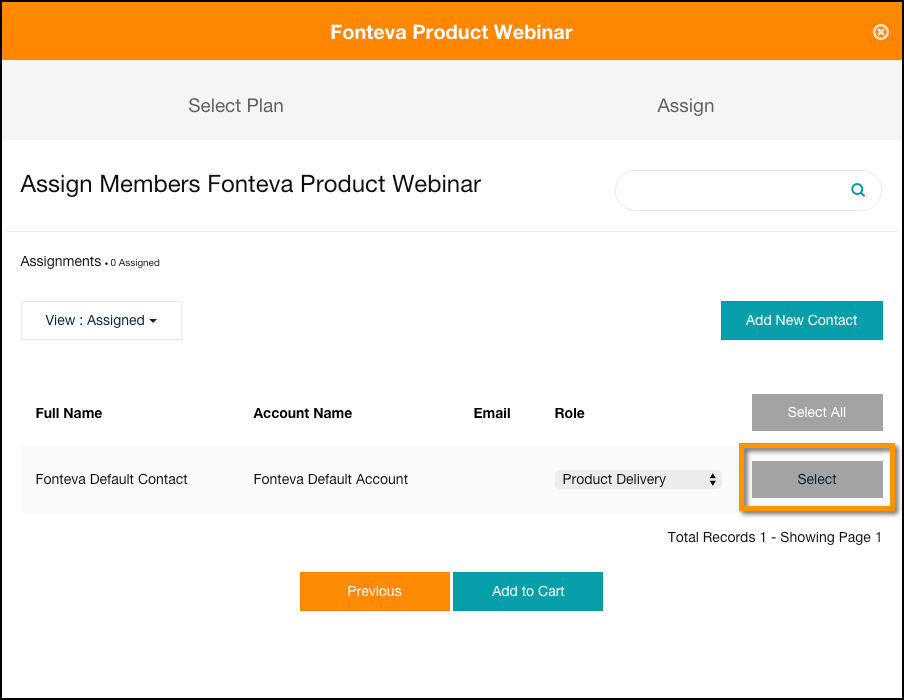 Fonteva Product Webinar
Select Plan Assign
Assign Members Fonteva Product Webinar
Assignments • 0 Assigned
View : Assigned
Add New Contact
Full Name Account Name Email Role Select All
Fonteva Default Contact Fonteva Default Account Product Delivery Select
Total Records 1 - Showing Page 1
Previous Add to Cart